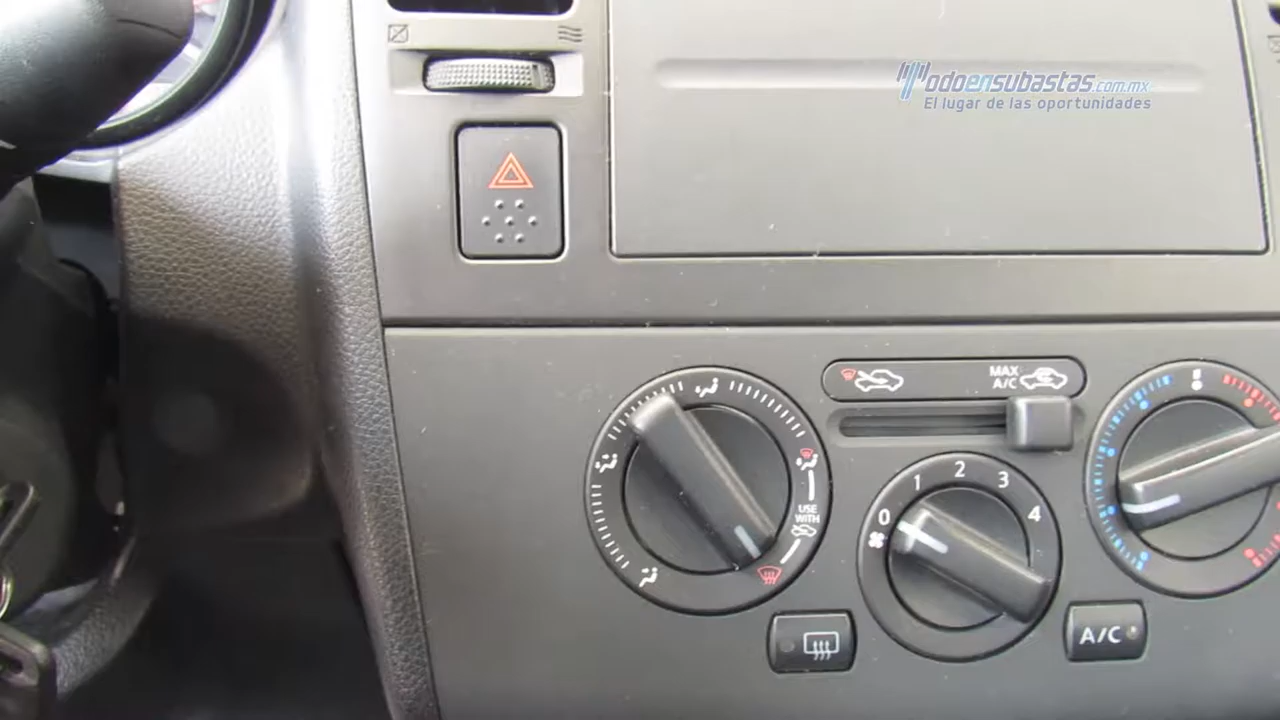 TodoenSubastas.com.mx
El lugar de las oportunidades
MAX
A/C
USE
WITH
0 1 2 3 4
A/C